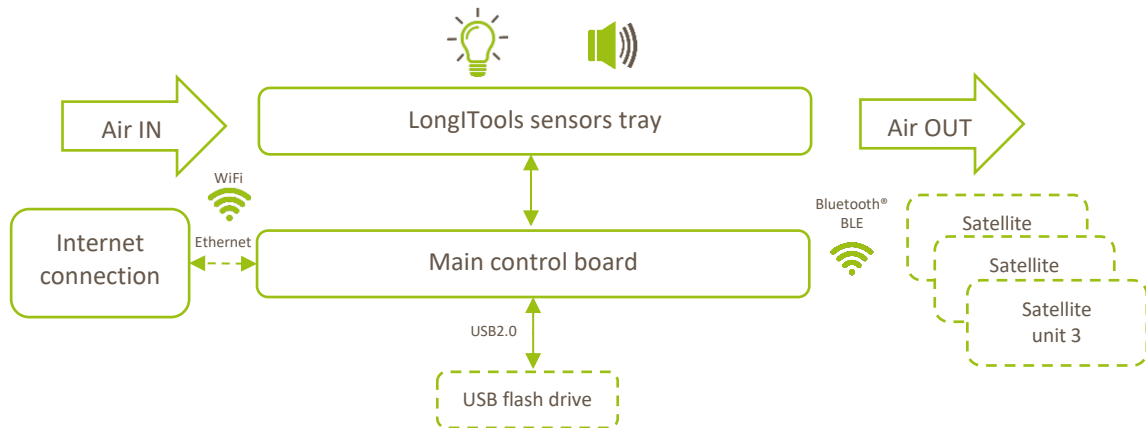 Air IN
LongITools sensors tray
Air OUT
WiFi
Bluetooth®
BLE
Internet
connection
Ethernet
Main control board
Satellite
Satellite
Satellite
unit 3
USB2.0
USB flash drive